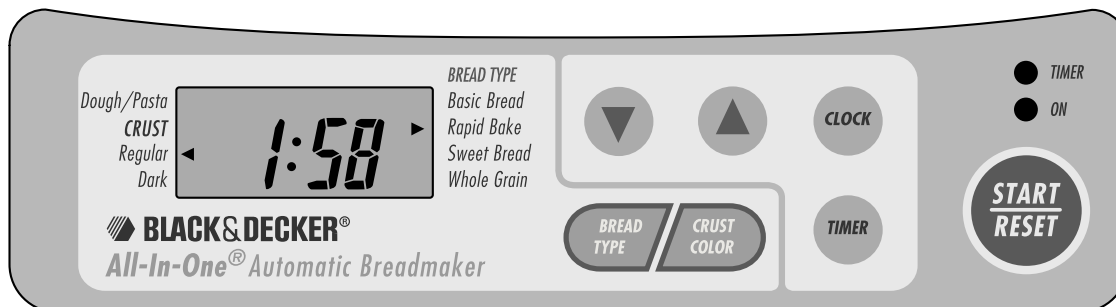 Dough/Pasta
CRUST
Regular
Dark
1:58
BREAD TYPE
Basic Bread
Rapid Bake
Sweet Bread
Whole Grain
BLACK&DECKER®
All-In-One® Automatic Breadmaker
BREAD
TYPE
CRUST
COLOR
CLOCK
TIMER
TIMER
ON
START
RESET